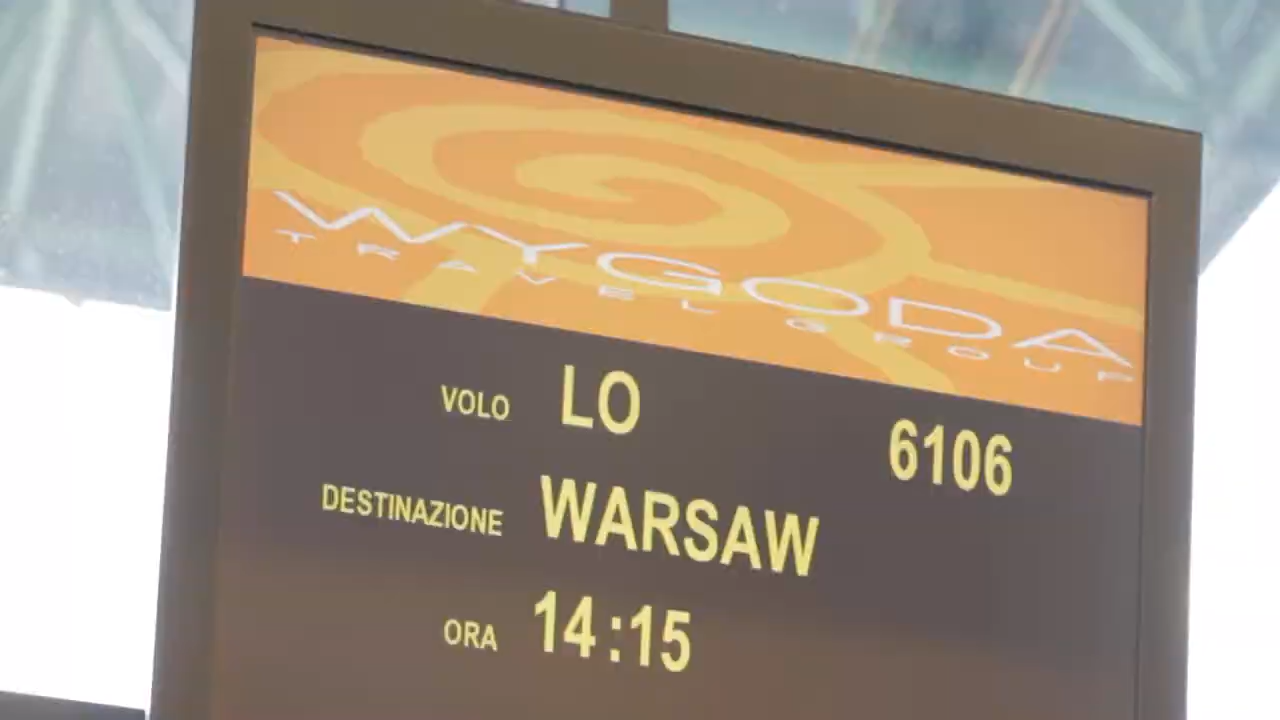 WYGODA
TRAVEL GROUP
VOLO LO 6106
DESTINAZIONE WARSAW
ORA 14:15